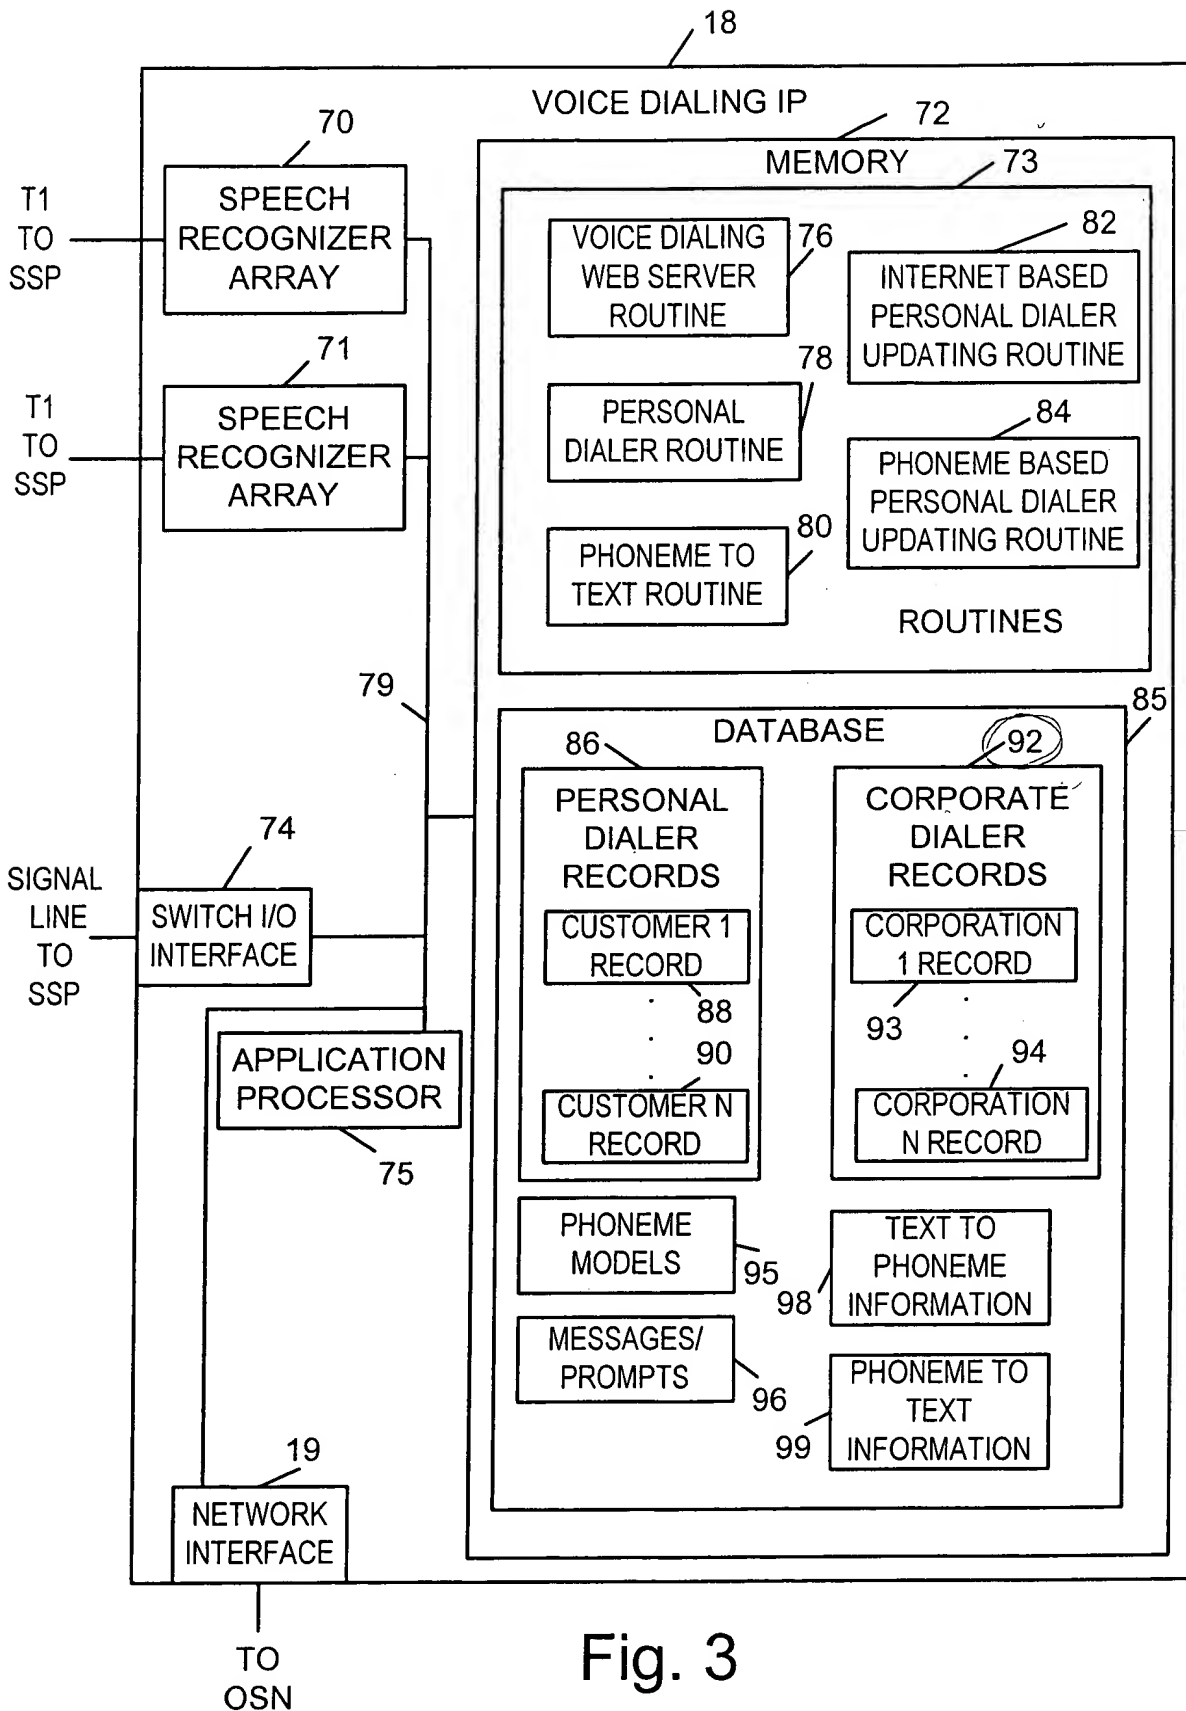 18
VOICE DIALING IP
70
SPEECH
RECOGNIZER
ARRAY
T1
TO
SSP
71
SPEECH
RECOGNIZER
ARRAY
T1
TO
SSP
72
MEMORY
73
VOICE DIALING
WEB SERVER
ROUTINE
76
82
INTERNET BASED
PERSONAL DIALER
UPDATING ROUTINE
78
PERSONAL
DIALER ROUTINE
84
PHONEME BASED
PERSONAL DIALER
UPDATING ROUTINE
80
PHONEME TO
TEXT ROUTINE
ROUTINES
79
85
DATABASE
86
PERSONAL
DIALER
RECORDS
CUSTOMER 1
RECORD
88
90
CUSTOMER N
RECORD
92
CORPORATE
DIALER
RECORDS
CORPORATION
1 RECORD
93
94
CORPORATION
N RECORD
74
SIGNAL
LINE
TO
SSP
SWITCH I/O
INTERFACE
APPLICATION
PROCESSOR
75
PHONEME
MODELS
95
TEXT TO
PHONEME
INFORMATION
98
MESSAGES/
PROMPTS
96
PHONEME TO
TEXT
INFORMATION
99
19
NETWORK
INTERFACE
TO
OSN
Fig. 3